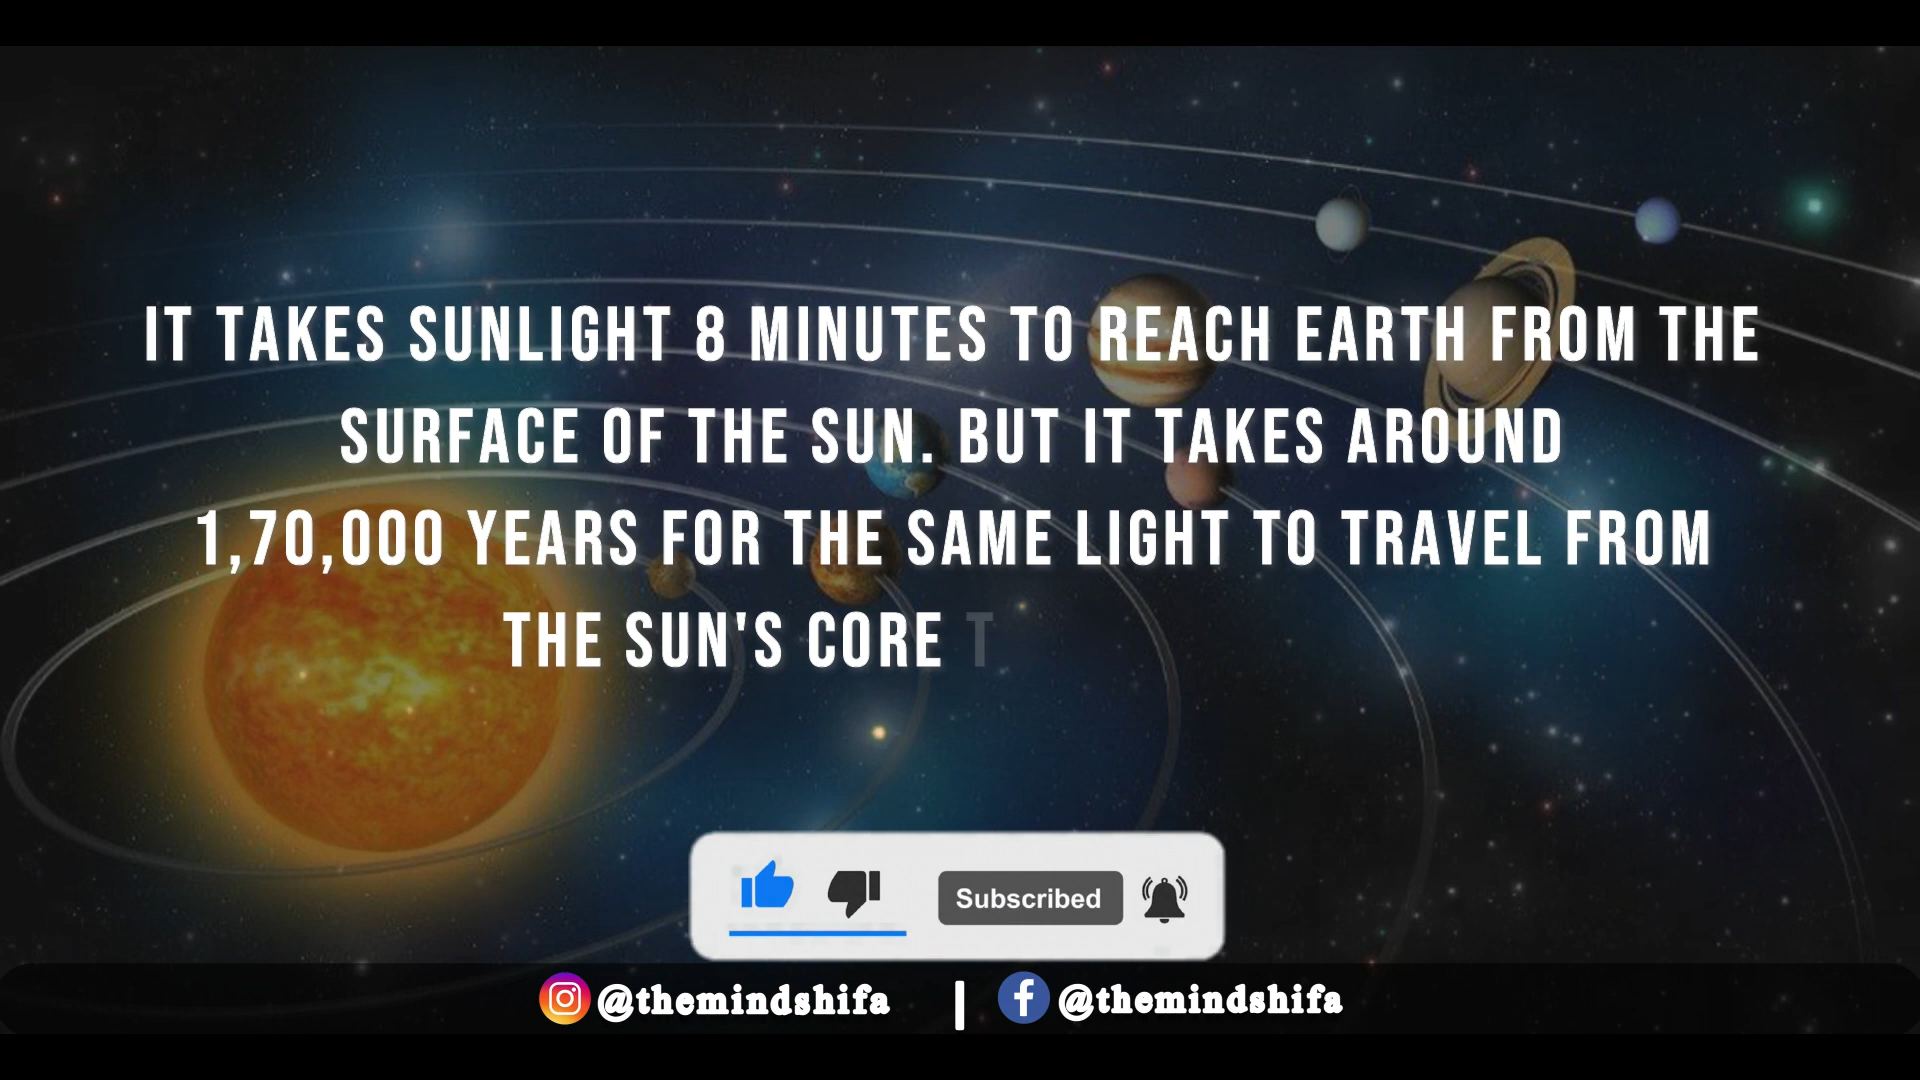 IT TAKES SUNLIGHT 8 MINUTES TO REACH EARTH FROM THE
SURFACE OF THE SUN. BUT IT TAKES AROUND
1,70,000 YEARS FOR THE SAME LIGHT TO TRAVEL FROM
THE SUN'S CORE T
Subscribed
@themindshifa | @themindshifa